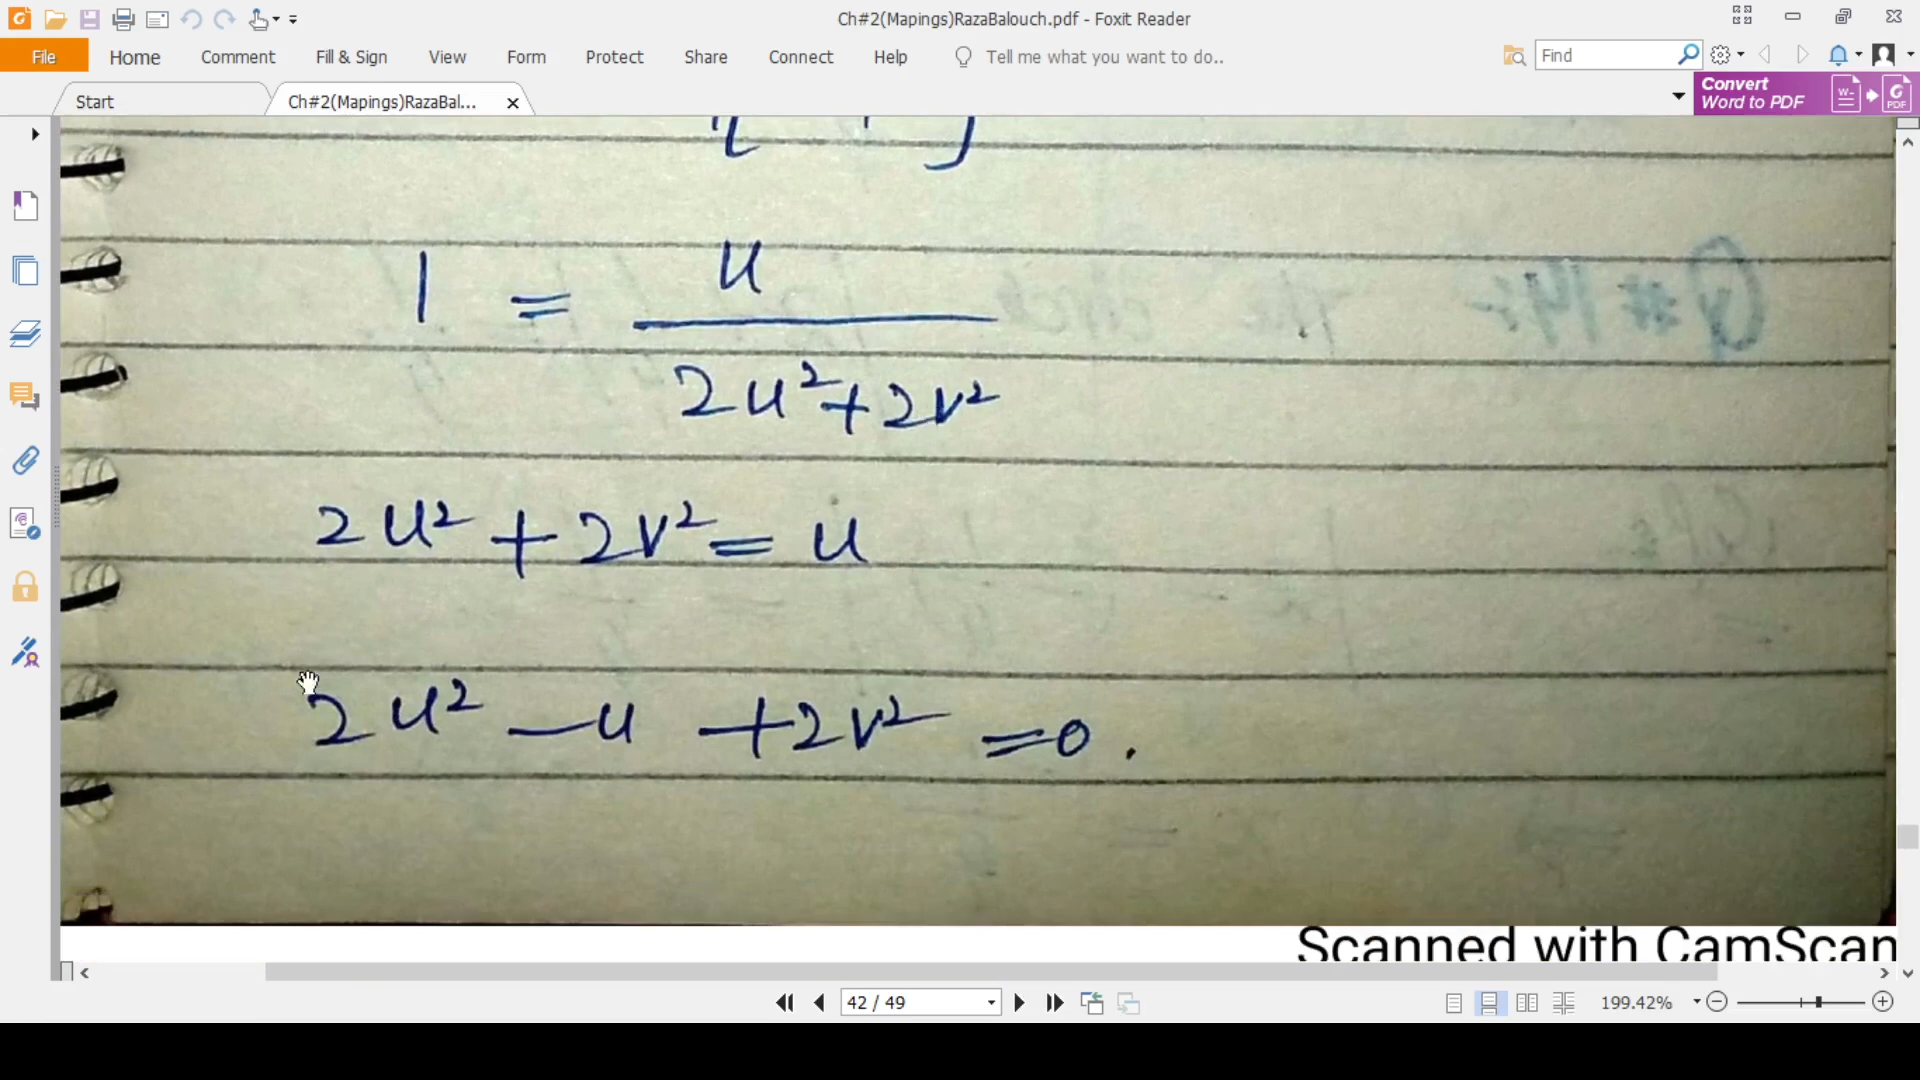 Ch#2(Mapings)RazaBalouch.pdf - Foxit Reader
File Home Comment Fill & Sign View Form Protect Share Connect Help Tell me what you want to do.. Find
Start Ch#2(Mapings)RazaBal...
Convert
Word to PDF
W PDF
1 = u
2u²+2v²
2u² + 2v² = u
2u² - u + 2v² = 0.
Scanned with CamScan
42 / 49 199.42%